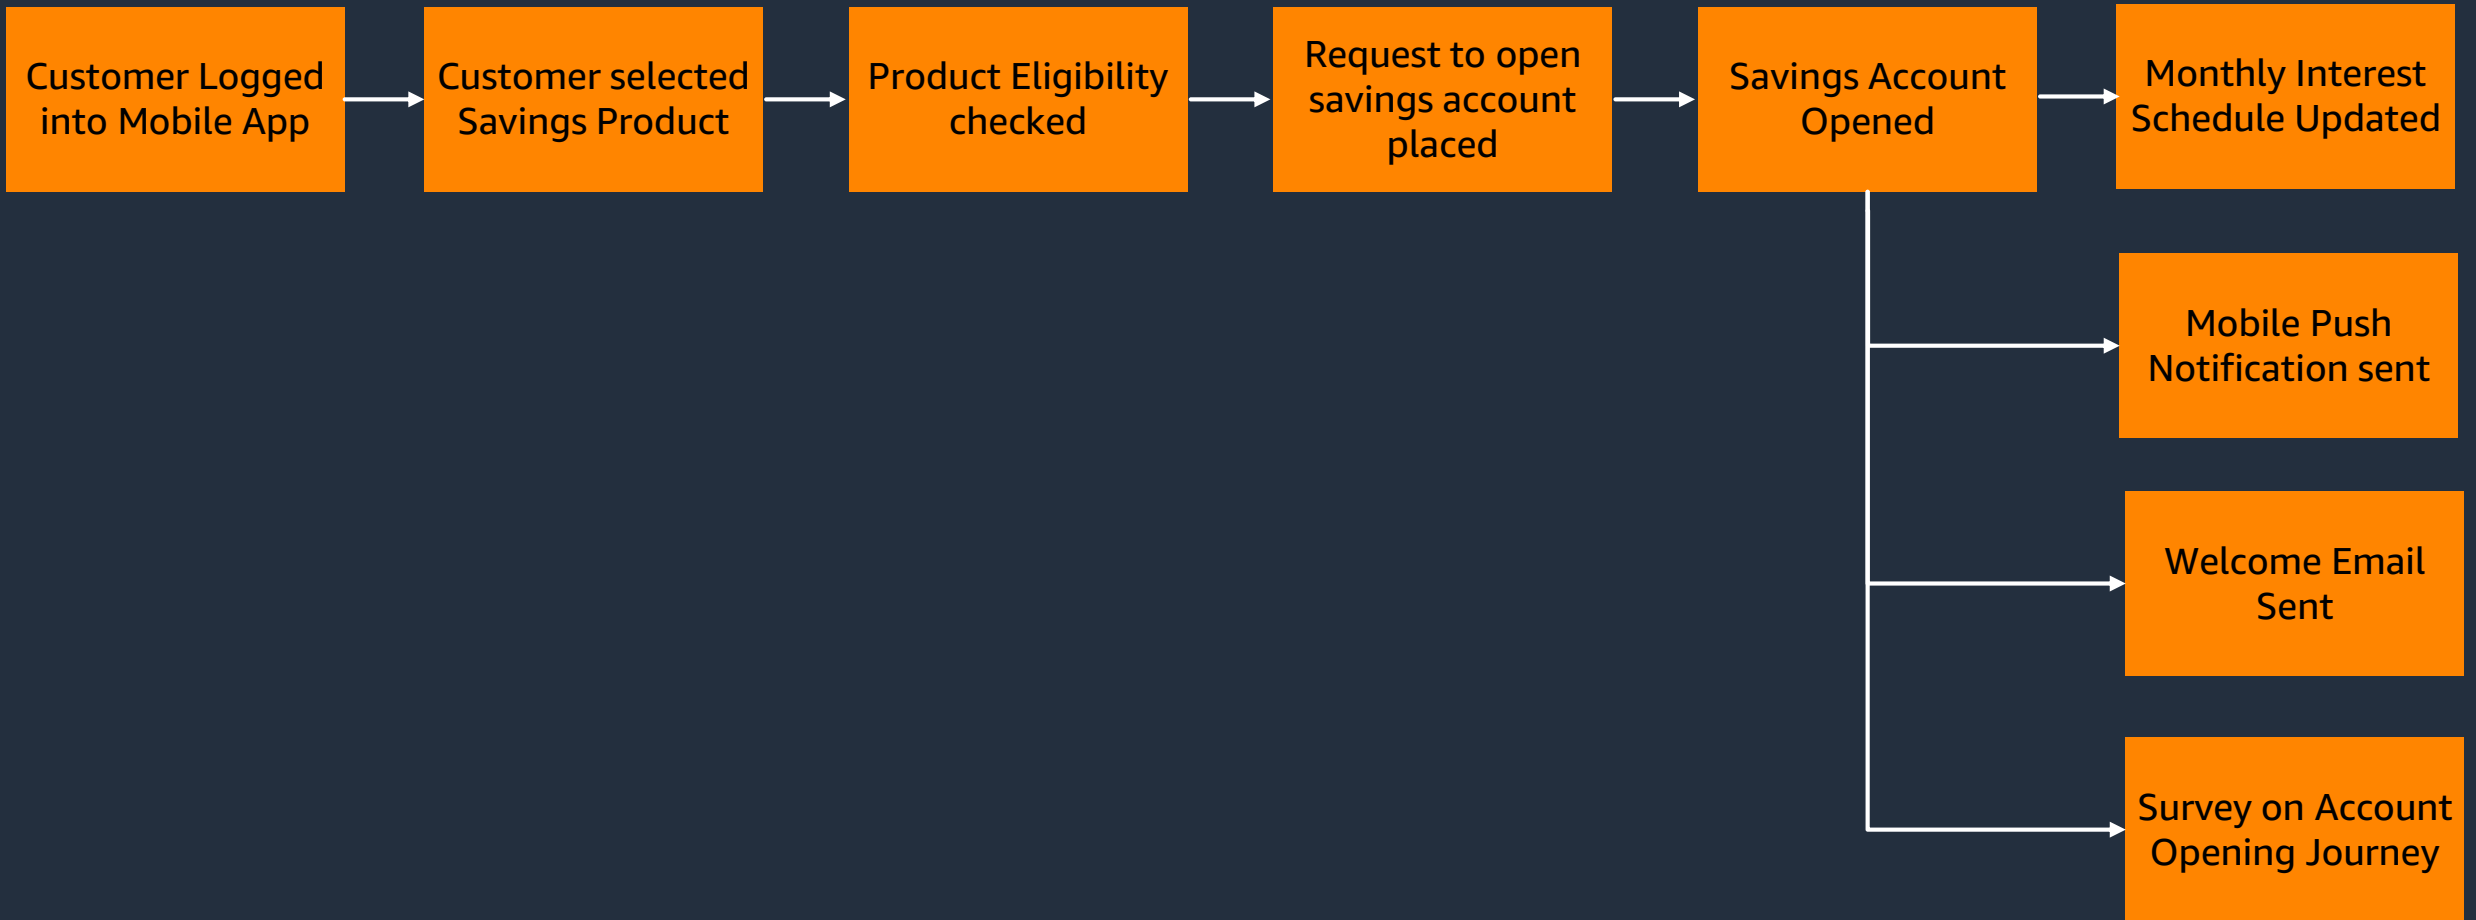 Customer Logged
into Mobile App
Customer selected
Savings Product
Product Eligibility
checked
Request to open
savings account
placed
Savings Account
Opened
Monthly Interest
Schedule Updated
Mobile Push
Notification sent
Welcome Email
Sent
Survey on Account
Opening Journey